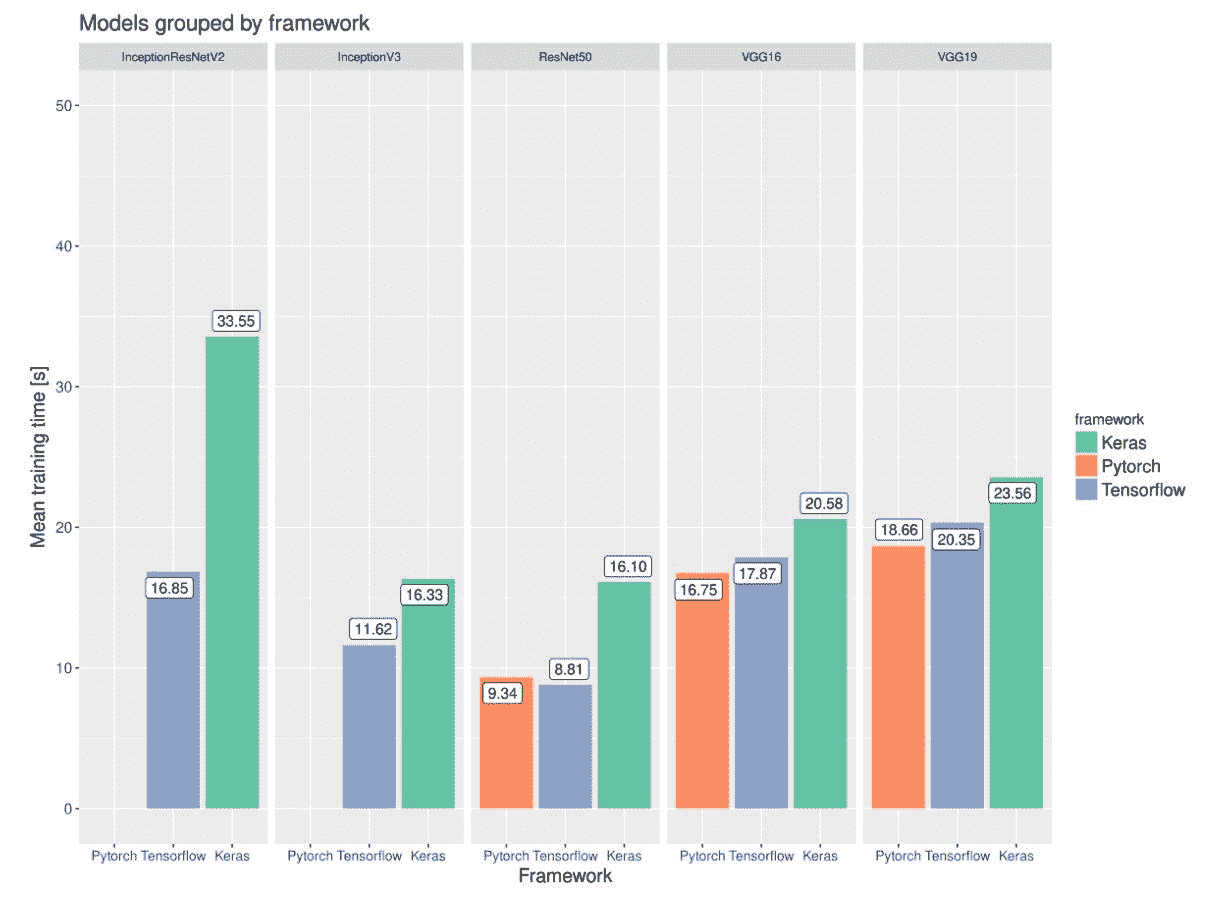 Models grouped by framework
InceptionResNetV2 InceptionV3 ResNet50 VGG16 VGG19
50
40
30
20
10
0
Mean training time [s]
33.55
16.85
11.62
16.33
9.34
8.81
16.10
16.75
17.87
20.58
18.66
20.35
23.56
Pytorch Tensorflow Keras Pytorch Tensorflow Keras Pytorch Tensorflow Keras Pytorch Tensorflow Keras Pytorch Tensorflow Keras
Framework
framework
Keras
Pytorch
Tensorflow